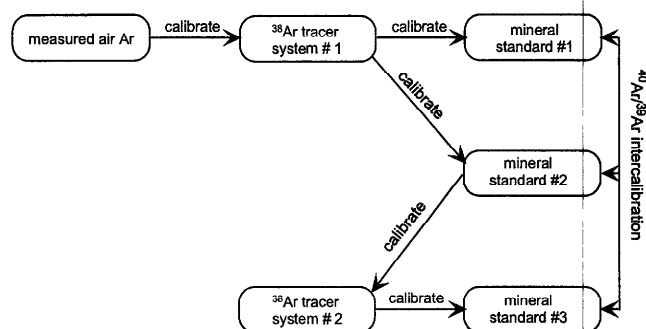 measured air Ar
calibrate
³⁸Ar tracer
system # 1
calibrate
mineral
standard #1
calibrate
mineral
standard #2
calibrate
³⁸Ar tracer
system # 2
calibrate
mineral
standard #3
⁴⁰Ar/³⁹Ar intercalibration